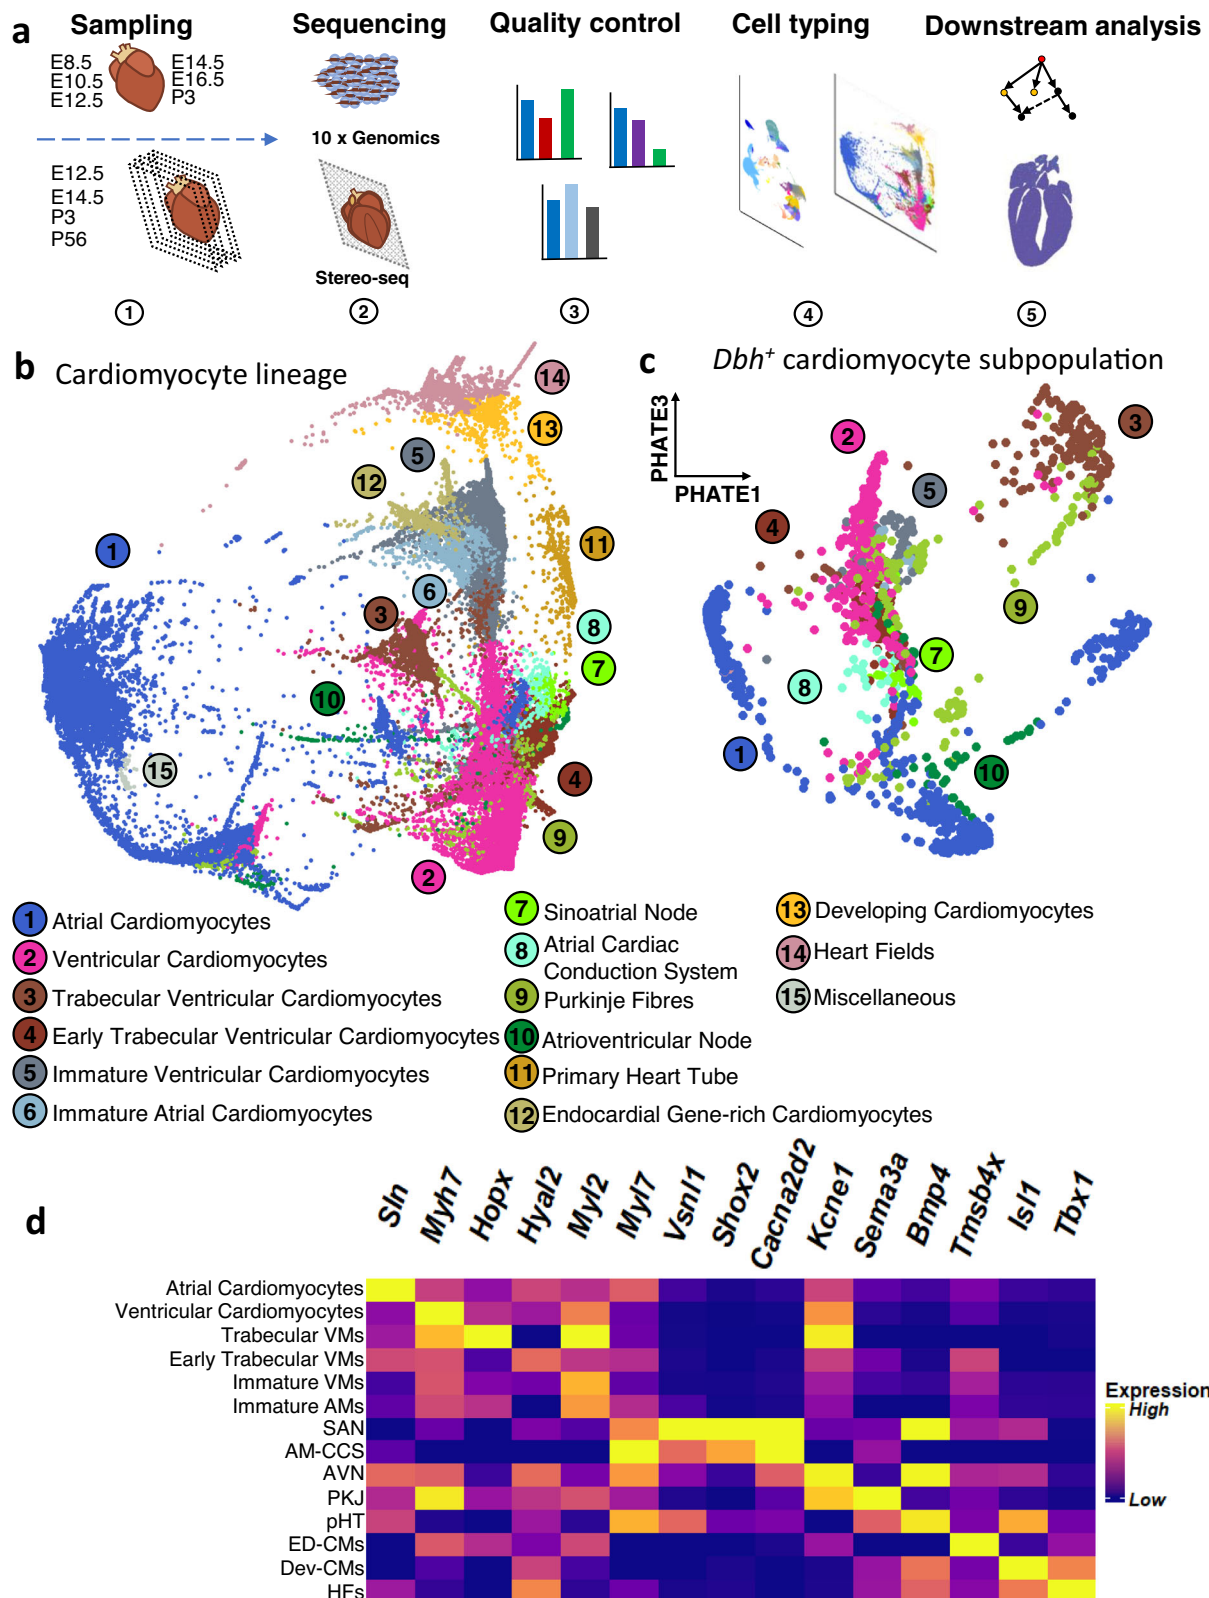 a
Sampling
Sequencing
Quality control
Cell typing
Downstream analysis
E8.5
E10.5
E12.5
E14.5
E16.5
P3
10 x Genomics
E12.5
E14.5
P3
P56
Stereo-seq
1
2
3
4
5
b
Cardiomyocyte lineage
14
13
5
12
1
11
6
3
8
7
10
15
4
9
2
c
Dbh⁺ cardiomyocyte subpopulation
PHATE3
PHATE1
2
3
5
4
9
7
8
1
10
1 Atrial Cardiomyocytes
2 Ventricular Cardiomyocytes
3 Trabecular Ventricular Cardiomyocytes
4 Early Trabecular Ventricular Cardiomyocytes
5 Immature Ventricular Cardiomyocytes
6 Immature Atrial Cardiomyocytes
7 Sinoatrial Node
8 Atrial Cardiac
Conduction System
9 Purkinje Fibres
10 Atrioventricular Node
11 Primary Heart Tube
12 Endocardial Gene-rich Cardiomyocytes
13 Developing Cardiomyocytes
14 Heart Fields
15 Miscellaneous
d
Sln
Myh7
Hopx
Hyal2
Myl2
Myl7
Vsnl1
Shox2
Cacna2d2
Kcne1
Sema3a
Bmp4
Tmsb4x
Isl1
Tbx1
Atrial Cardiomyocytes
Ventricular Cardiomyocytes
Trabecular VMs
Early Trabecular VMs
Immature VMs
Immature AMs
SAN
AM-CCS
AVN
PKJ
pHT
ED-CMs
Dev-CMs
HFs
Expression
High
Low